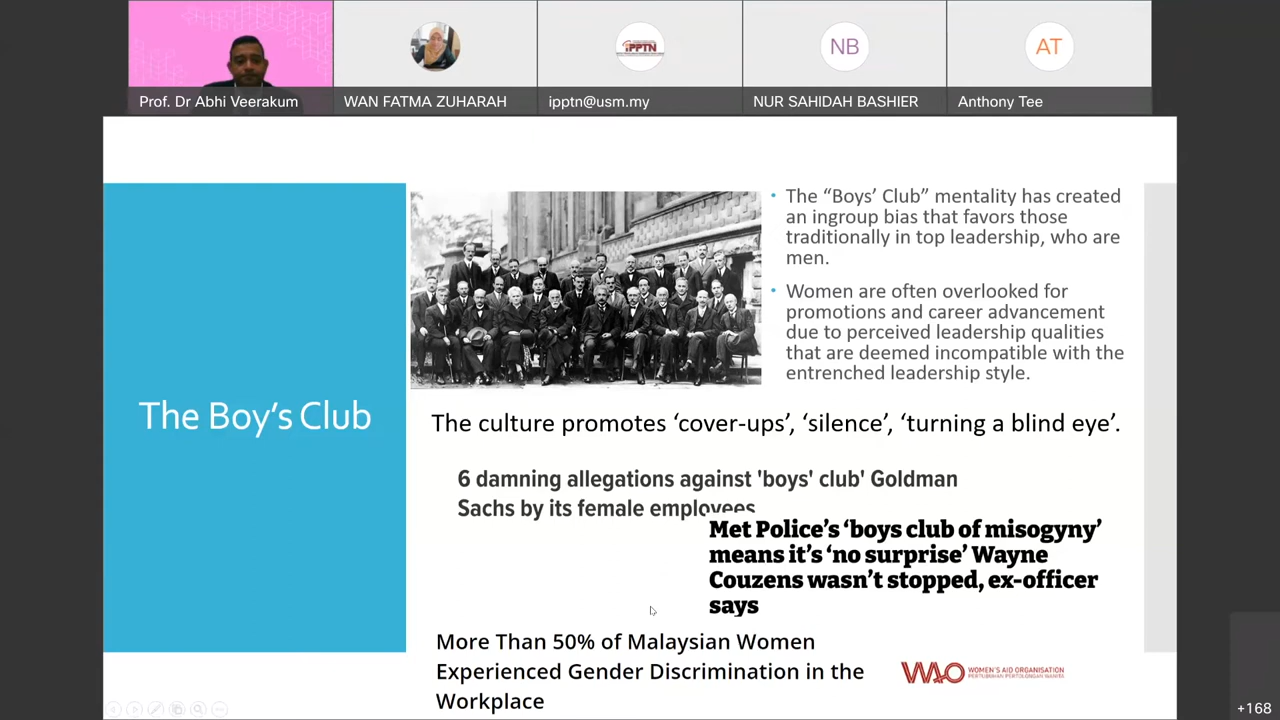 iPPTN
NB
AT
Prof. Dr Abhi Veerakum
WAN FATMA ZUHARAH
ipptn@usm.my
NUR SAHIDAH BASHIER
Anthony Tee
The Boy's Club
• The “Boys’ Club” mentality has created
an ingroup bias that favors those
traditionally in top leadership, who are
men.
• Women are often overlooked for
promotions and career advancement
due to perceived leadership qualities
that are deemed incompatible with the
entrenched leadership style.
The culture promotes ‘cover-ups’, ‘silence’, ‘turning a blind eye’.
6 damning allegations against 'boys' club' Goldman
Sachs by its female employees
Met Police’s ‘boys club of misogyny’
means it’s ‘no surprise’ Wayne
Couzens wasn’t stopped, ex-officer
says
More Than 50% of Malaysian Women
Experienced Gender Discrimination in the
Workplace
WAO
WOMEN'S AID ORGANISATION
PERTUBUHAN PERTOLONGAN WANITA
+168